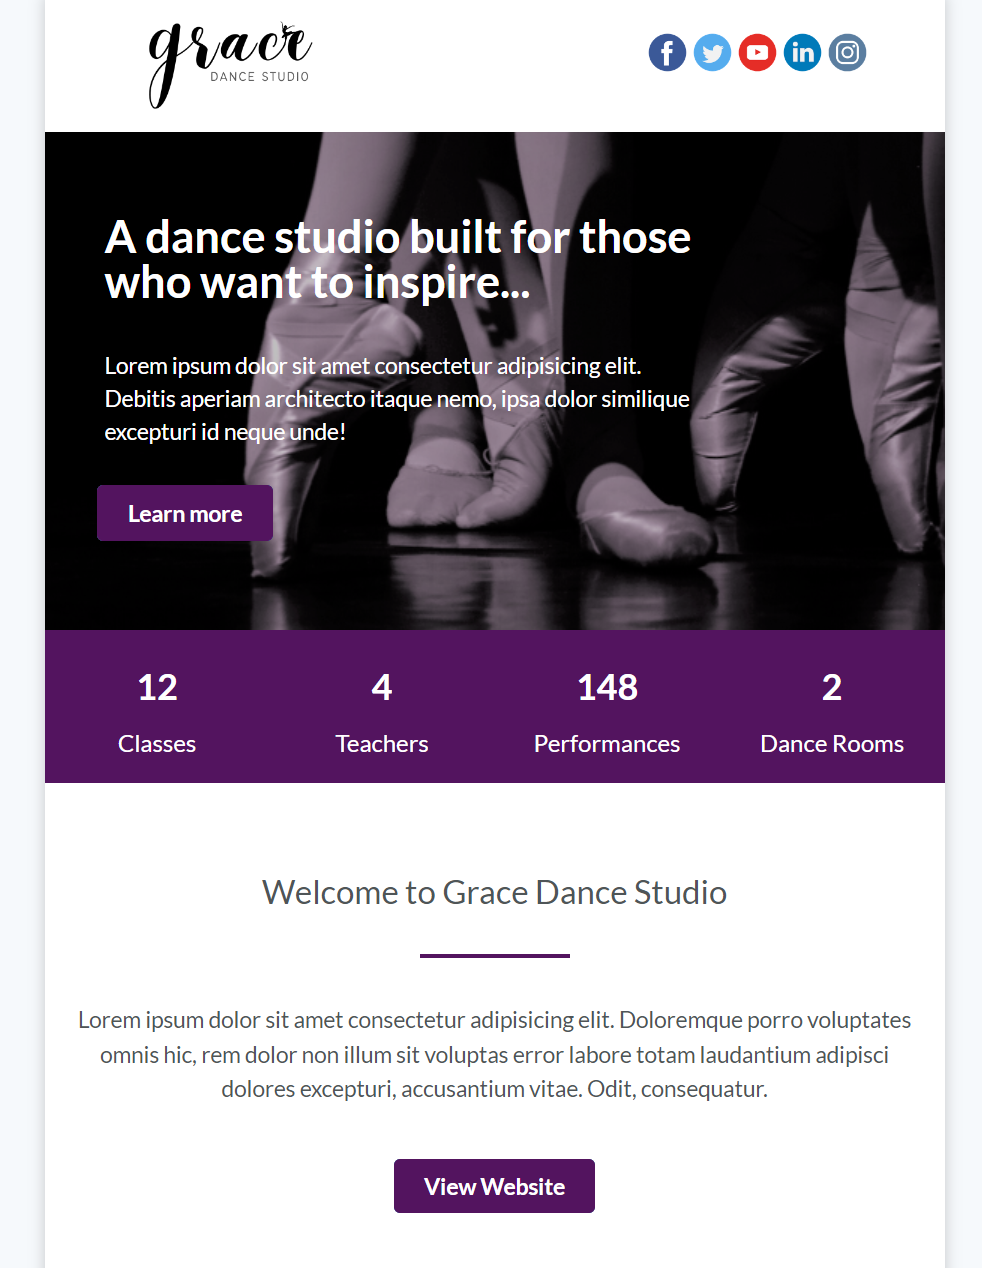 grace
DANCE STUDIO
A dance studio built for those
who want to inspire...
Lorem ipsum dolor sit amet consectetur adipisicing elit.
Debitis aperiam architecto itaque nemo, ipsa dolor similique
excepturi id neque unde!
Learn more
12
Classes
4
Teachers
148
Performances
2
Dance Rooms
Welcome to Grace Dance Studio
Lorem ipsum dolor sit amet consectetur adipisicing elit. Doloremque porro voluptates
omnis hic, rem dolor non illum sit voluptas error labore totam laudantium adipisci
dolores excepturi, accusantium vitae. Odit, consequatur.
View Website